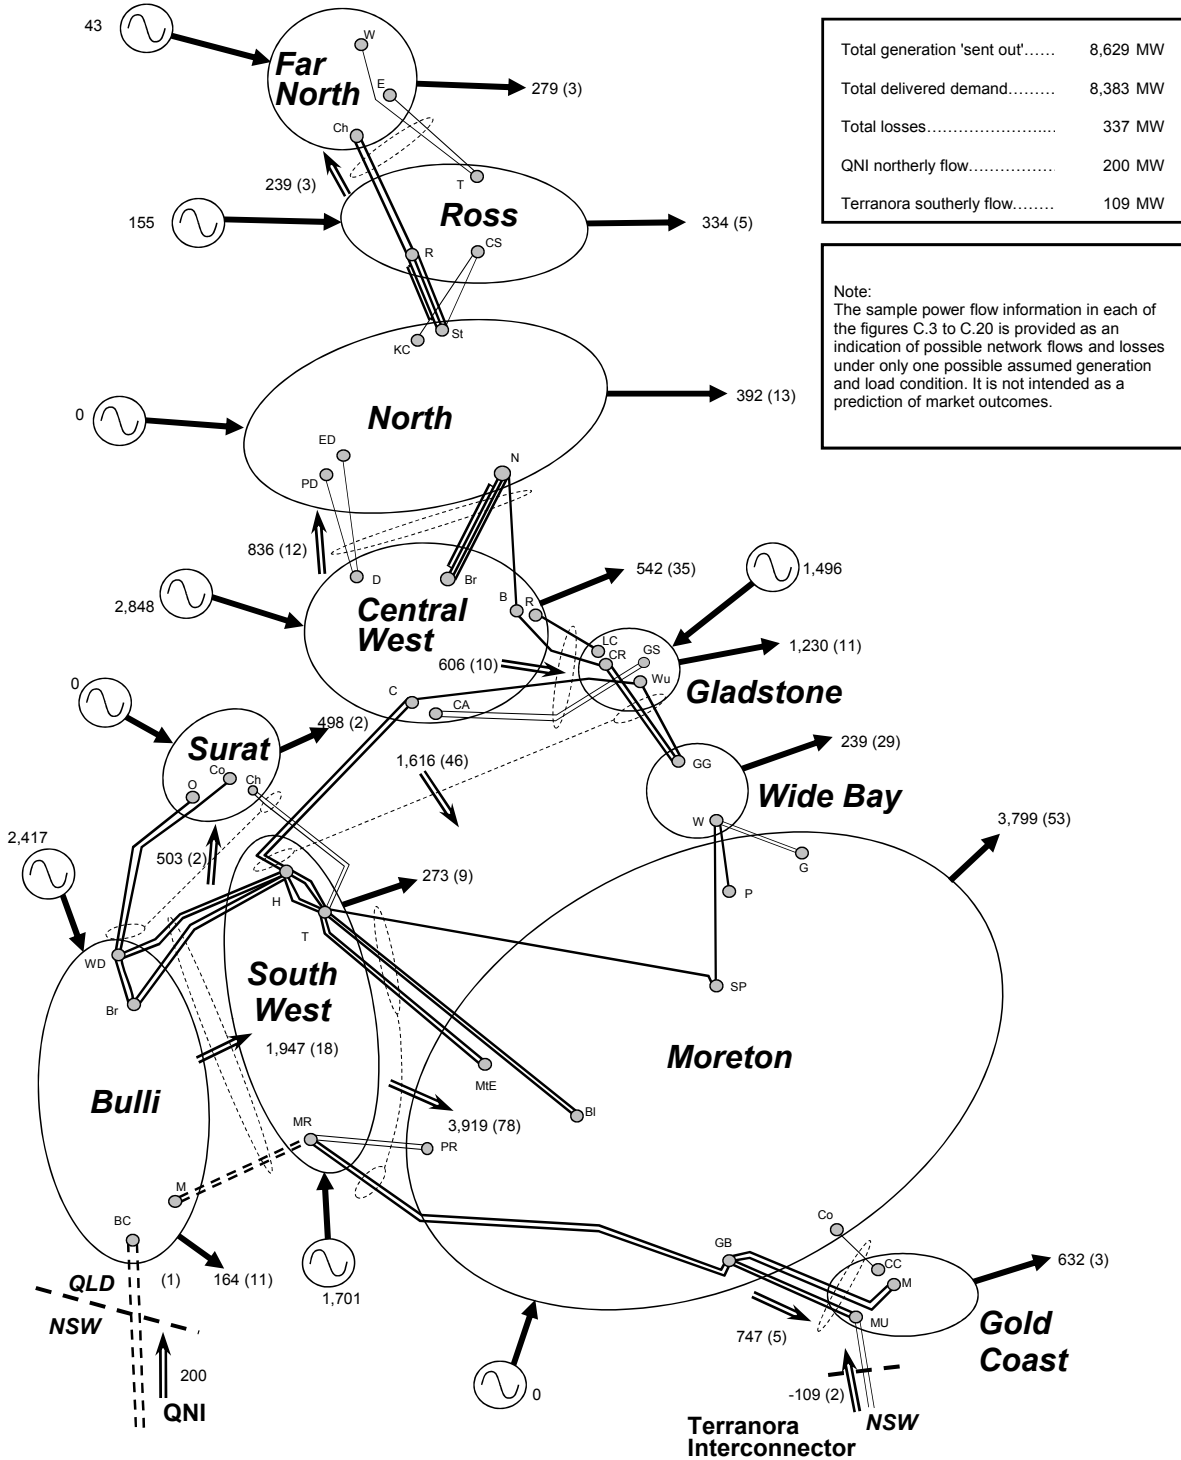 43
W
Far
North
E
279 (3)
Ch
239 (3)
T
155
Ross
334 (5)
R
CS
KC
St
0
North
392 (13)
ED
PD
N
836 (12)
D
Br
542 (35)
1,496
2,848
Central
West
B
R
LC
CR
GS
1,230 (11)
606 (10)
Wu
Gladstone
C
CA
0
498 (2)
Surat
Co
Ch
O
1,616 (46)
GG
239 (29)
Wide Bay
W
3,799 (53)
2,417
503 (2)
G
273 (9)
P
H
T
WD
South
West
SP
Br
1,947 (18)
Moreton
MtE
Bulli
3,919 (78)
Bl
MR
PR
M
BC
Co
GB
CC
632 (3)
QLD
(1)
164 (11)
M
1,701
NSW
MU
Gold
Coast
747 (5)
200
QNI
0
-109 (2)
NSW
Terranora
Interconnector
Total generation 'sent out'...... 8,629 MW
Total delivered demand......... 8,383 MW
Total losses.......................... 337 MW
QNI northerly flow................ 200 MW
Terranora southerly flow........ 109 MW
Note:
The sample power flow information in each of
the figures C.3 to C.20 is provided as an
indication of possible network flows and losses
under only one possible assumed generation
and load condition. It is not intended as a
prediction of market outcomes.